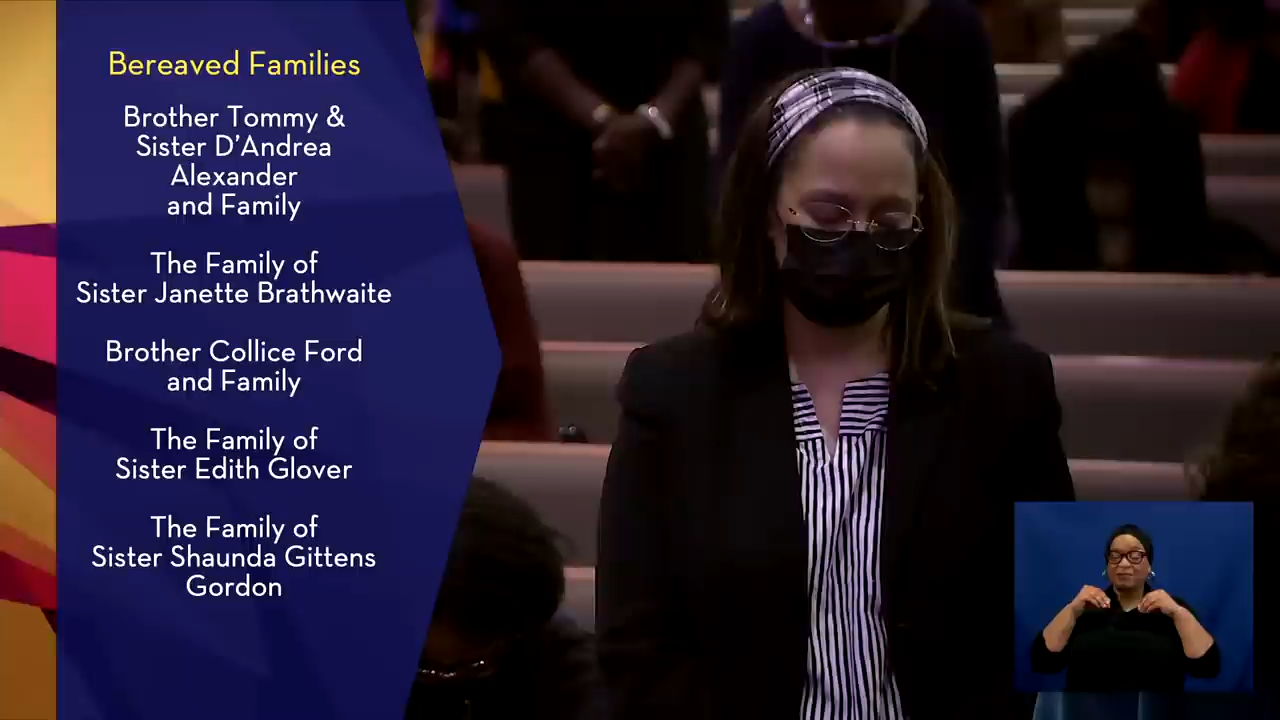 Bereaved Families
Brother Tommy &
Sister D'Andrea
Alexander
and Family
The Family of
Sister Janette Brathwaite
Brother Collice Ford
and Family
The Family of
Sister Edith Glover
The Family of
Sister Shaunda Gittens
Gordon